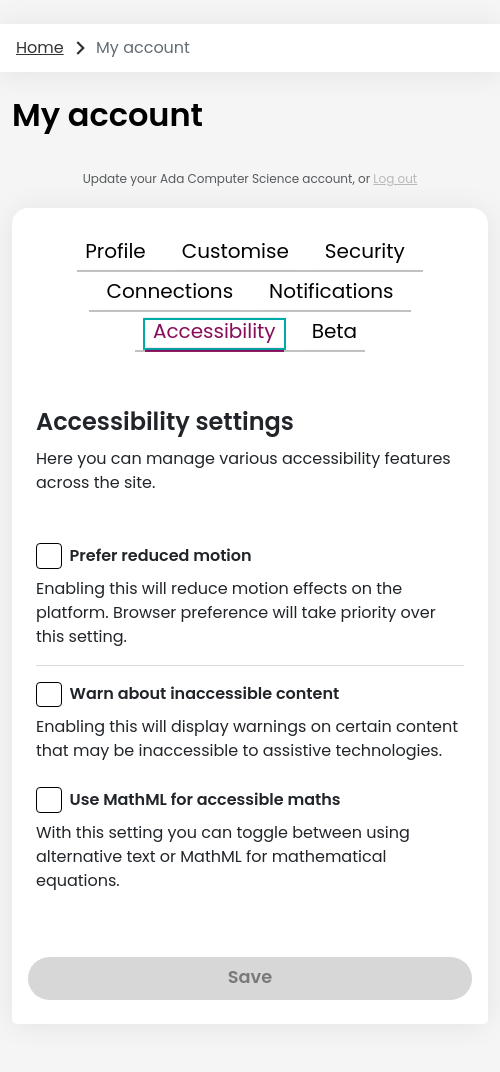 Home My account
My account
Update your Ada Computer Science account, or Log out
Profile Customise Security
Connections Notifications
Accessibility Beta
Accessibility settings
Here you can manage various accessibility features
across the site.
Prefer reduced motion
Enabling this will reduce motion effects on the
platform. Browser preference will take priority over
this setting.
Warn about inaccessible content
Enabling this will display warnings on certain content
that may be inaccessible to assistive technologies.
Use MathML for accessible maths
With this setting you can toggle between using
alternative text or MathML for mathematical
equations.
Save